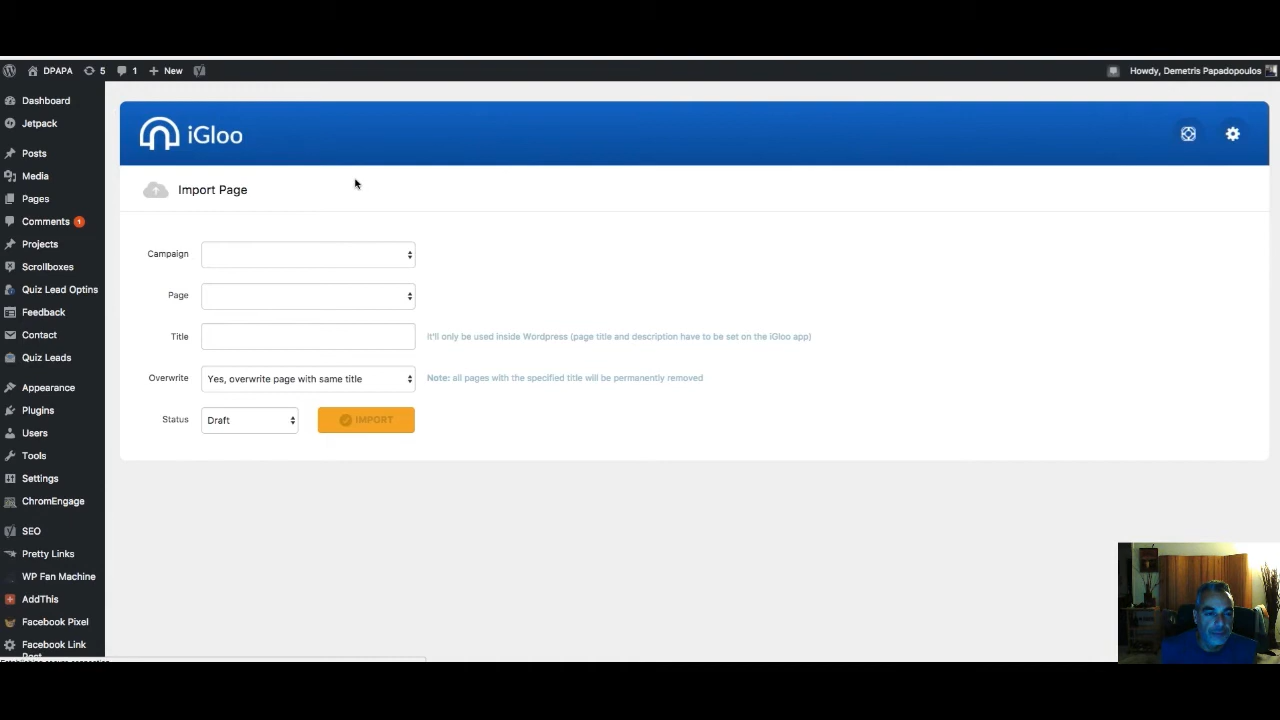 DPAPA 5 1 New Howdy, Demetris Papadopoulos
Dashboard
Jetpack
Posts
Media
Pages
Comments 1
Projects
Scrollboxes
Quiz Lead Optins
Feedback
Contact
Quiz Leads
Appearance
Plugins
Users
Tools
Settings
ChromEngage
SEO
Pretty Links
WP Fan Machine
AddThis
Facebook Pixel
Facebook Link
Post
iGloo
Import Page
Campaign
Page
Title It'll only be used inside Wordpress (page title and description have to be set on the iGloo app)
Overwrite Yes, overwrite page with same title Note: all pages with the specified title will be permanently removed
Status Draft IMPORT